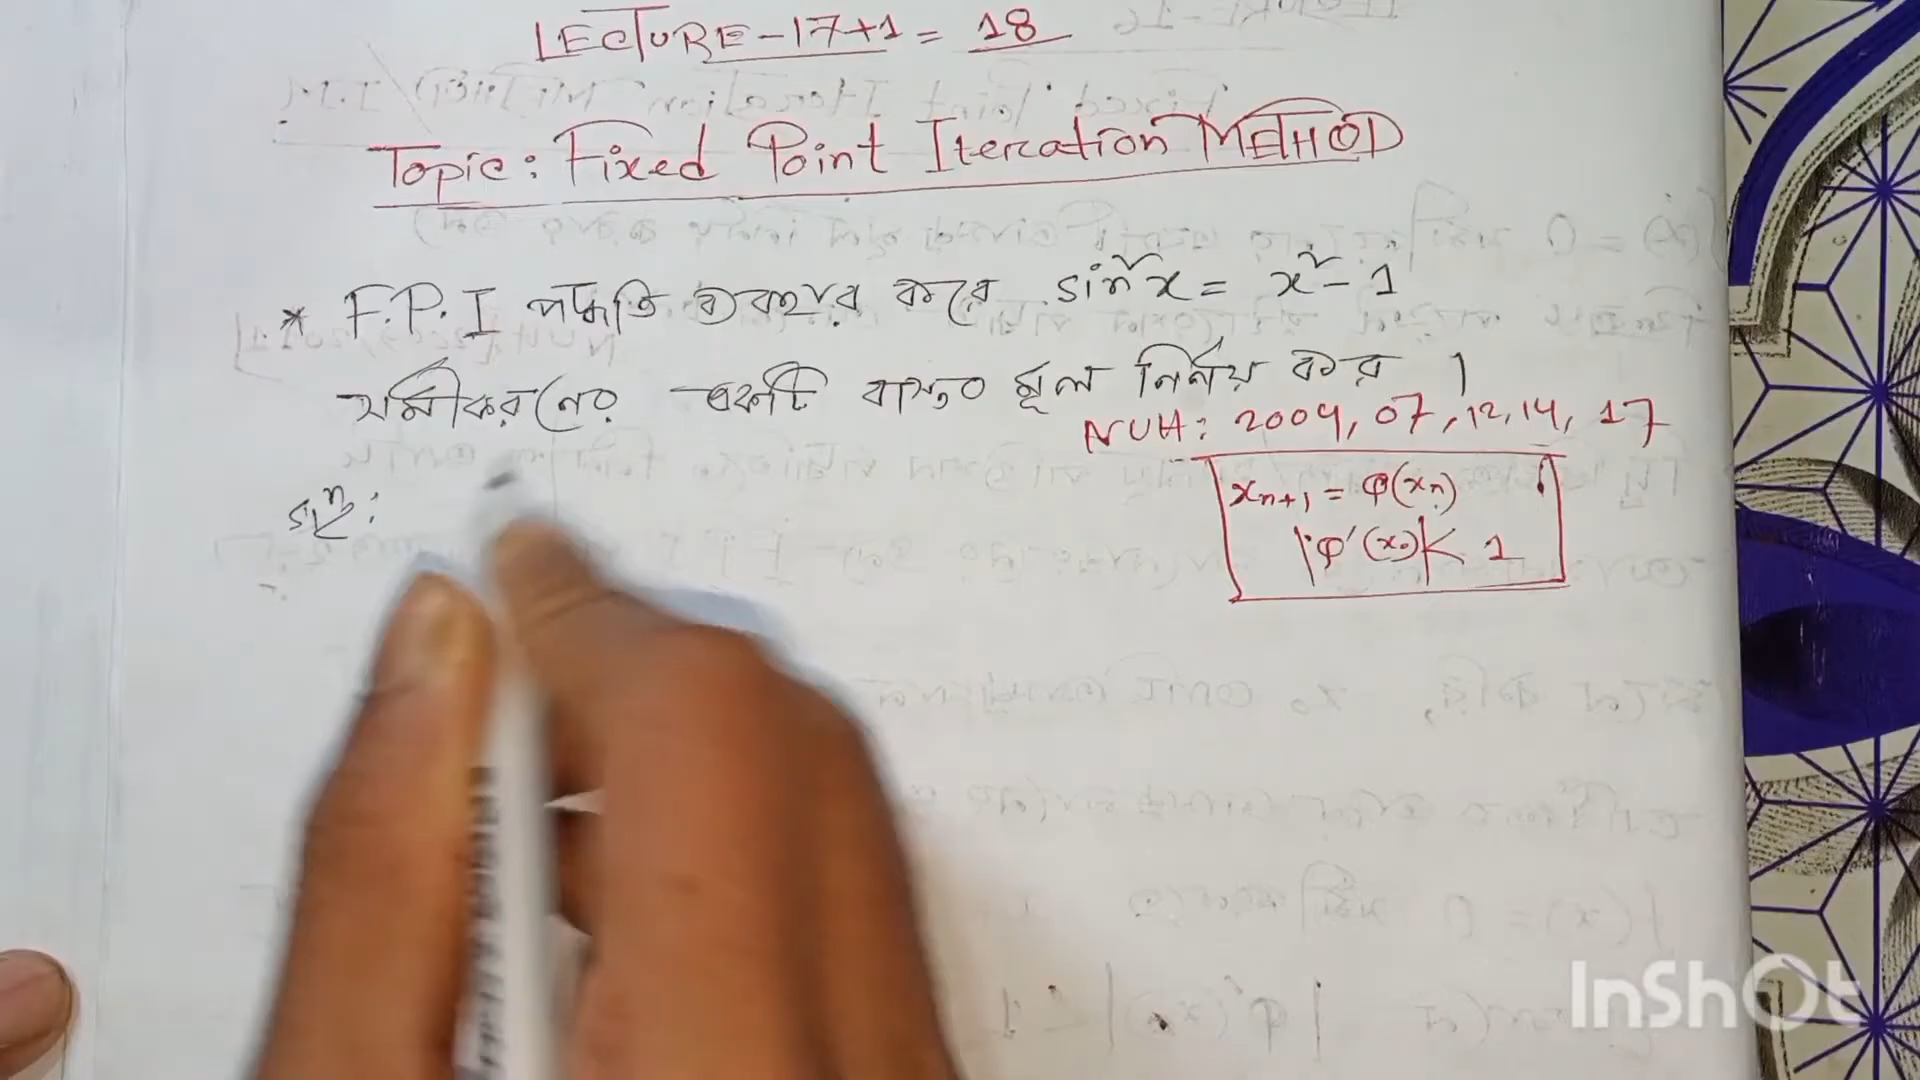 LECTURE-17+1 = 18
Topic: Fixed Point Iteration METHOD
* F.P.I পদ্ধতি ব্যবহার করে sin²x = x² - 1
সমীকরণের একটি বাস্তব মূল নির্ণয় কর ।
NUH: 2004, 07, 12, 14, 17
সলⁿ:
xₙ₊₁ = φ(xₙ)
|φ'(x₀)| < 1
InShOt